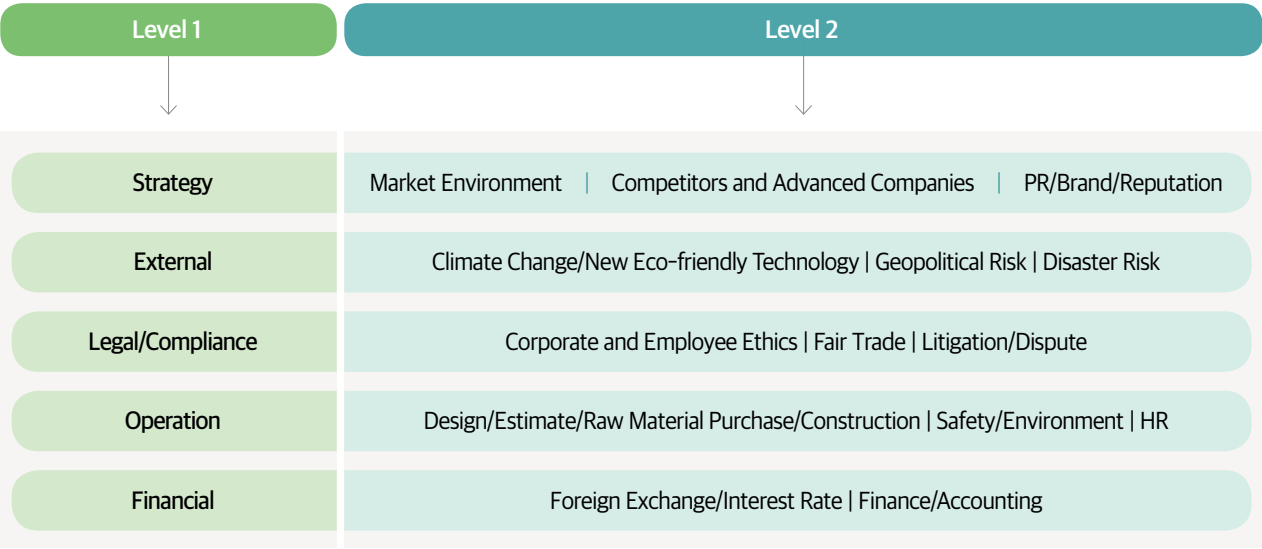 Level 1
Level 2
Strategy
Market Environment | Competitors and Advanced Companies | PR/Brand/Reputation
External
Climate Change/New Eco-friendly Technology | Geopolitical Risk | Disaster Risk
Legal/Compliance
Corporate and Employee Ethics | Fair Trade | Litigation/Dispute
Operation
Design/Estimate/Raw Material Purchase/Construction | Safety/Environment | HR
Financial
Foreign Exchange/Interest Rate | Finance/Accounting